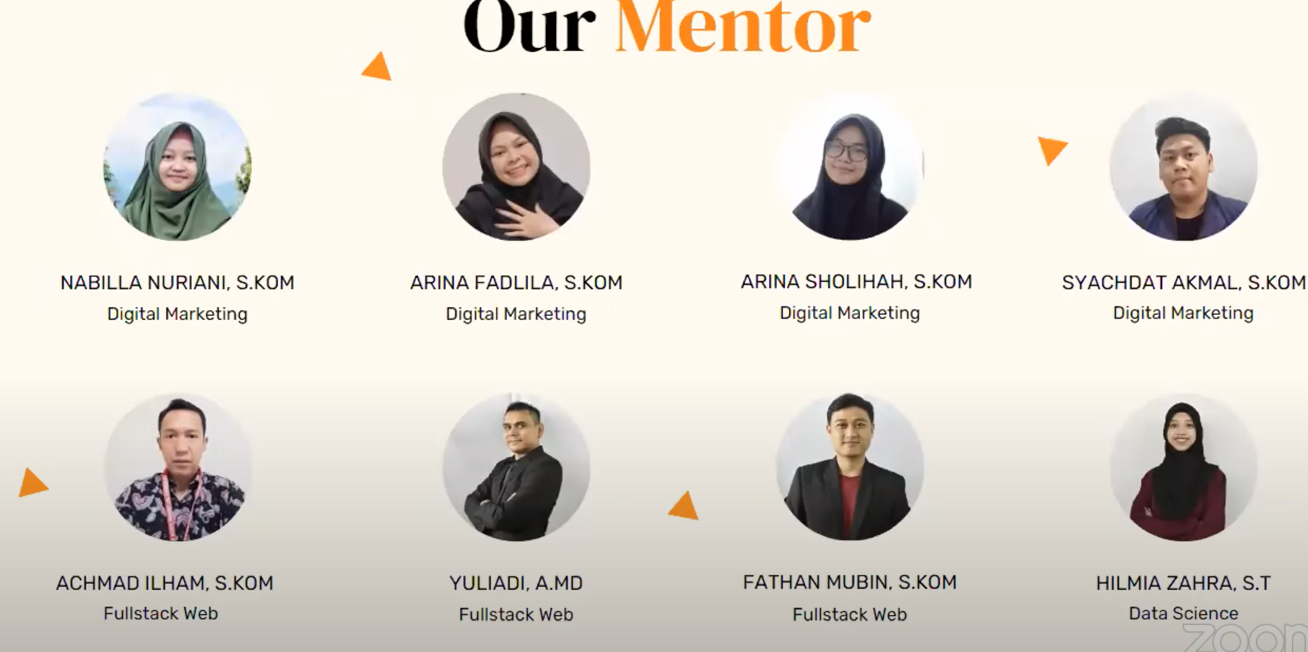 Our Mentor
NABILLA NURIANI, S.KOM
Digital Marketing
ARINA FADLILA, S.KOM
Digital Marketing
ARINA SHOLIHAH, S.KOM
Digital Marketing
SYACHDAT AKMAL, S.KOM
Digital Marketing
ACHMAD ILHAM, S.KOM
Fullstack Web
YULIADI, A.MD
Fullstack Web
FATHAN MUBIN, S.KOM
Fullstack Web
HILMIA ZAHRA, S.T
Data Science
zoom